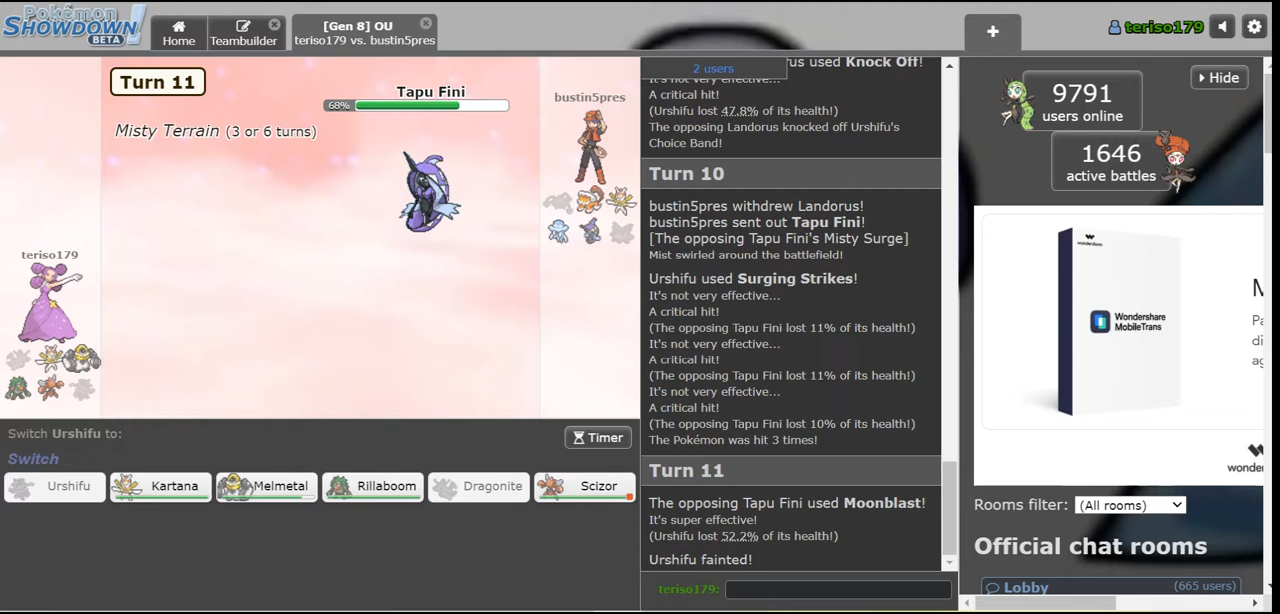 Pokémon
SHOWDOWN!
BETA
Home
Teambuilder
[Gen 8] OU
teriso179 vs. bustin5pres
+
teriso179
Turn 11
Misty Terrain (3 or 6 turns)
Tapu Fini
68%
bustin5pres
teriso179
2 users
rus used Knock Off!
It's not very effective...
A critical hit!
(Urshifu lost 47.8% of its health!)
The opposing Landorus knocked off Urshifu's
Choice Band!
Turn 10
bustin5pres withdrew Landorus!
bustin5pres sent out Tapu Fini!
[The opposing Tapu Fini's Misty Surge]
Mist swirled around the battlefield!
Urshifu used Surging Strikes!
It's not very effective...
A critical hit!
(The opposing Tapu Fini lost 11% of its health!)
It's not very effective...
A critical hit!
(The opposing Tapu Fini lost 11% of its health!)
It's not very effective...
A critical hit!
(The opposing Tapu Fini lost 10% of its health!)
The Pokémon was hit 3 times!
Turn 11
The opposing Tapu Fini used Moonblast!
It's super effective!
(Urshifu lost 52.2% of its health!)
Urshifu fainted!
teriso179:
Switch Urshifu to:
Timer
Switch
Urshifu
Kartana
Melmetal
Rillaboom
Dragonite
Scizor
9791
users online
Hide
1646
active battles
wondershare
Wondershare
MobileTrans
M
Pa
di
ag
wonder
Rooms filter: (All rooms)
Official chat rooms
Lobby
(665 users)